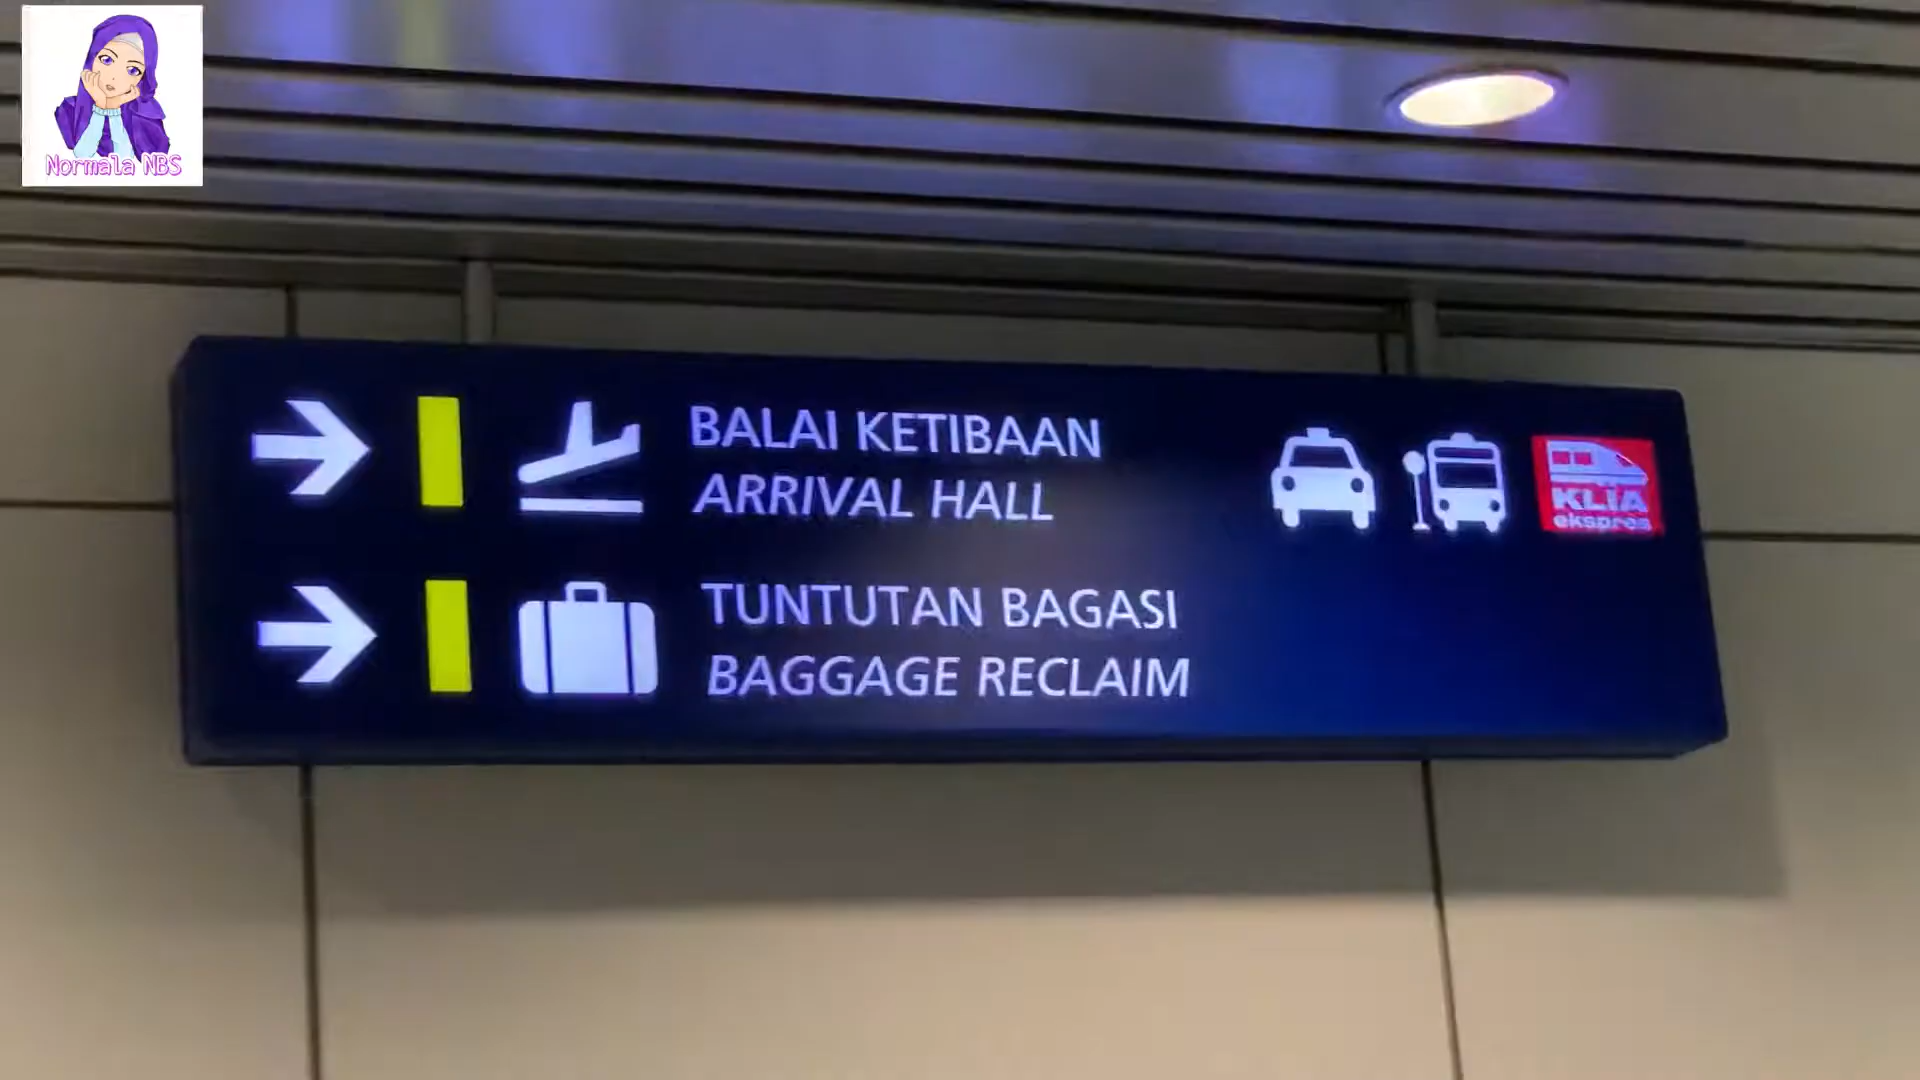 Normala NBS
BALAI KETIBAAN
ARRIVAL HALL
KLIA
ekspres
TUNTUTAN BAGASI
BAGGAGE RECLAIM